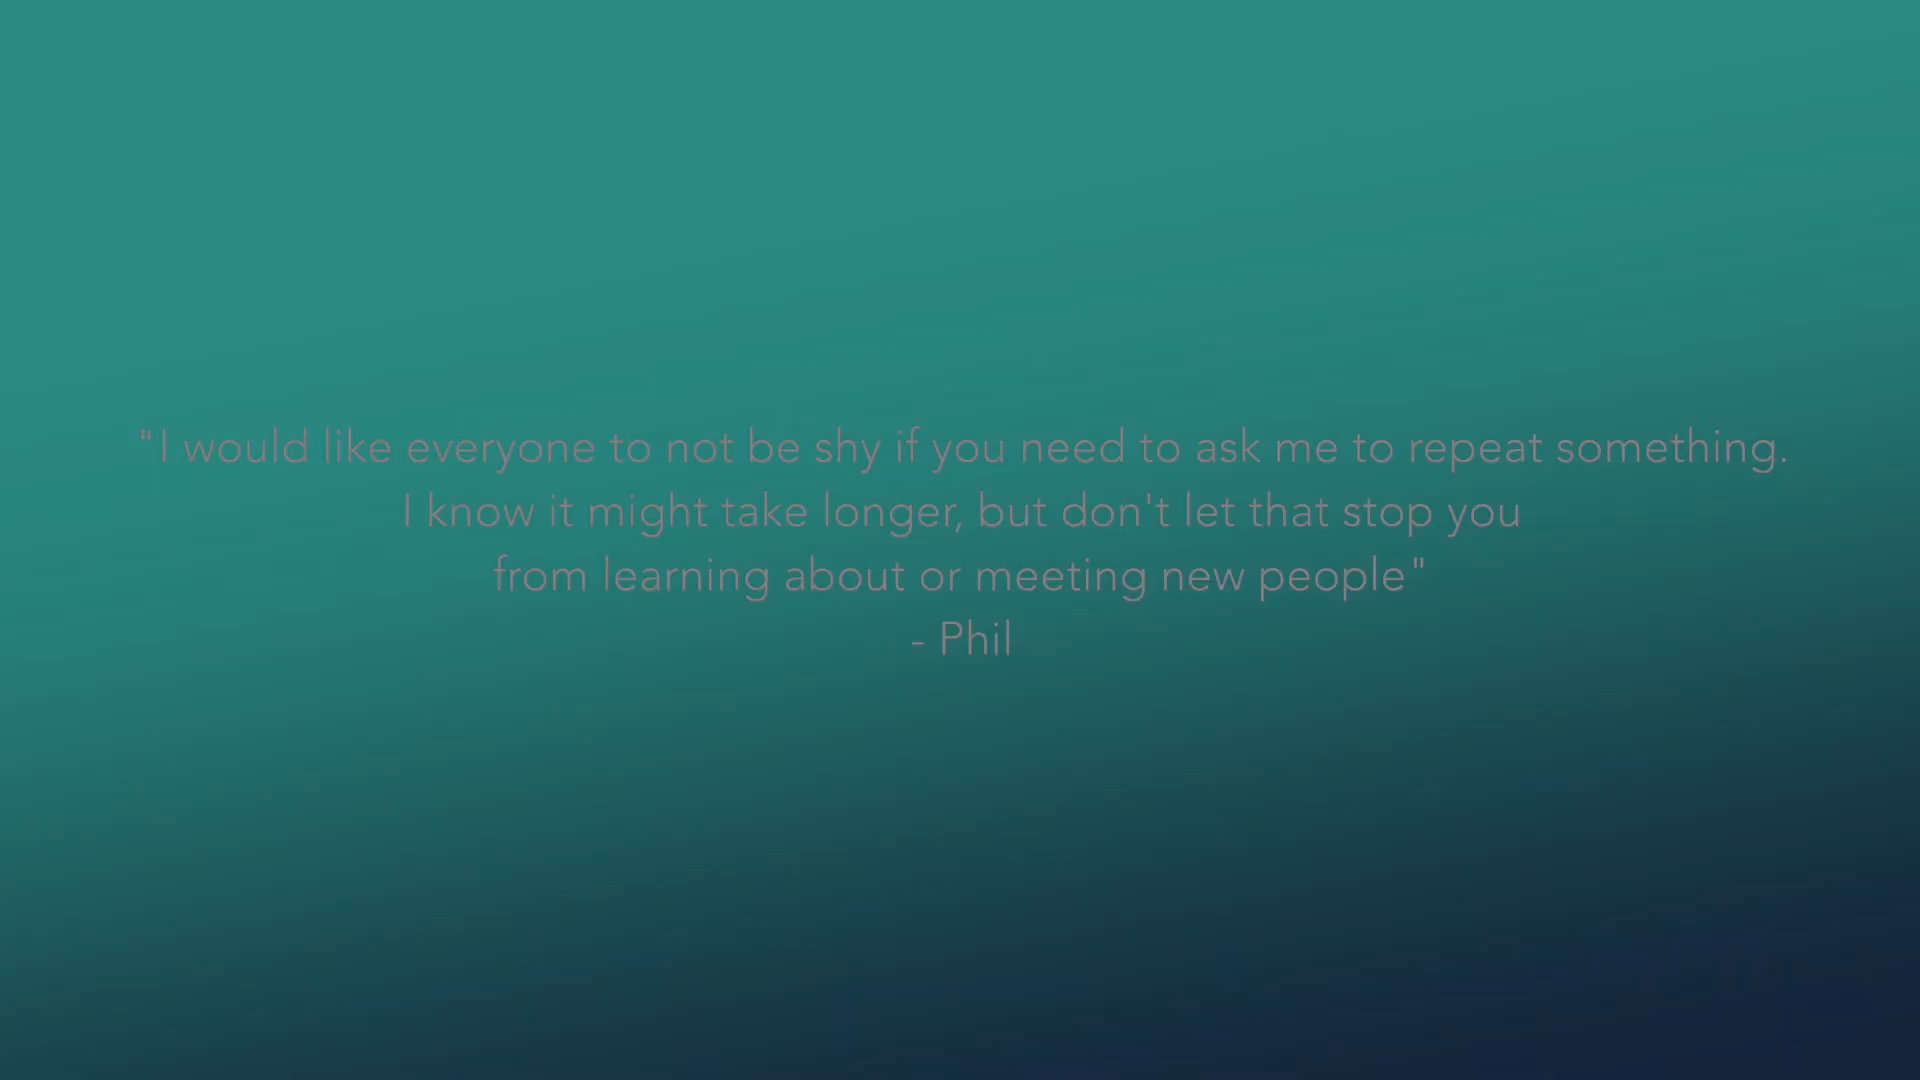 "I would like everyone to not be shy if you need to ask me to repeat something.
I know it might take longer, but don't let that stop you
from learning about or meeting new people"
- Phil